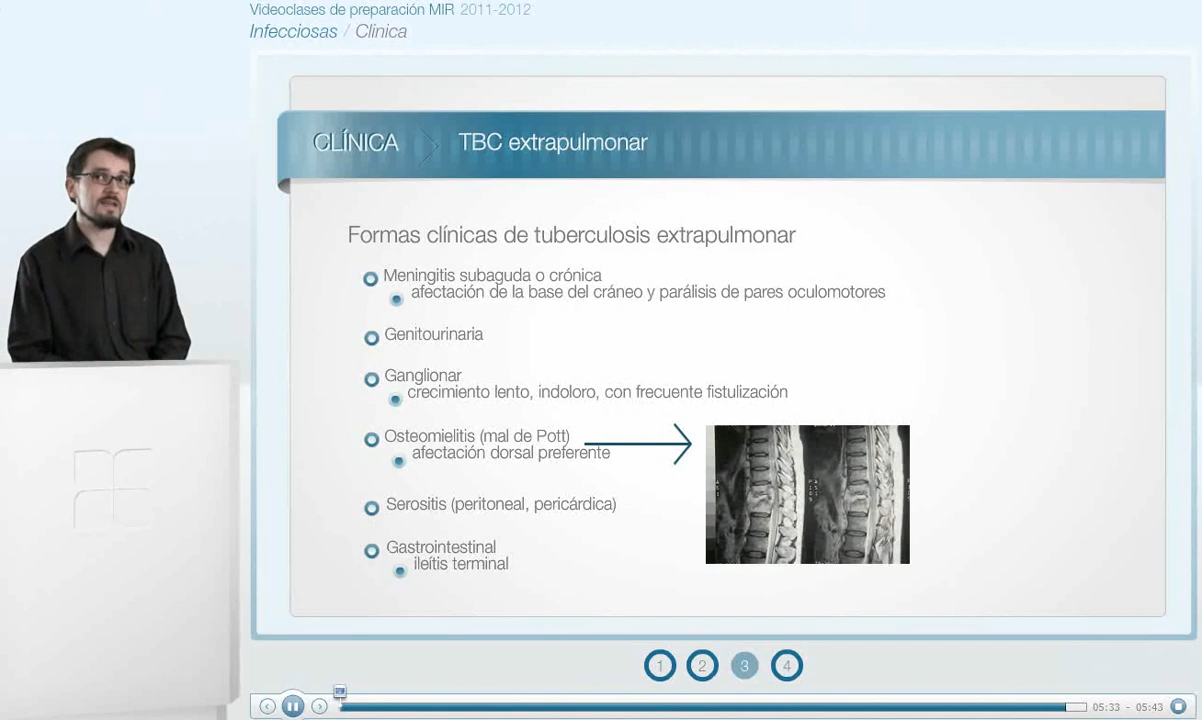 Videoclases de preparación MIR 2011-2012
Infecciosas / Clinica
CLÍNICA TBC extrapulmonar
Formas clínicas de tuberculosis extrapulmonar
Meningitis subaguda o crónica
afectación de la base del cráneo y parálisis de pares oculomotores
Genitourinaria
Ganglionar
crecimiento lento, indoloro, con frecuente fistulización
Osteomielitis (mal de Pott)
afectación dorsal preferente
Serositis (peritoneal, pericárdica)
Gastrointestinal
ileítis terminal
1 2 3 4
05:33 - 05:43